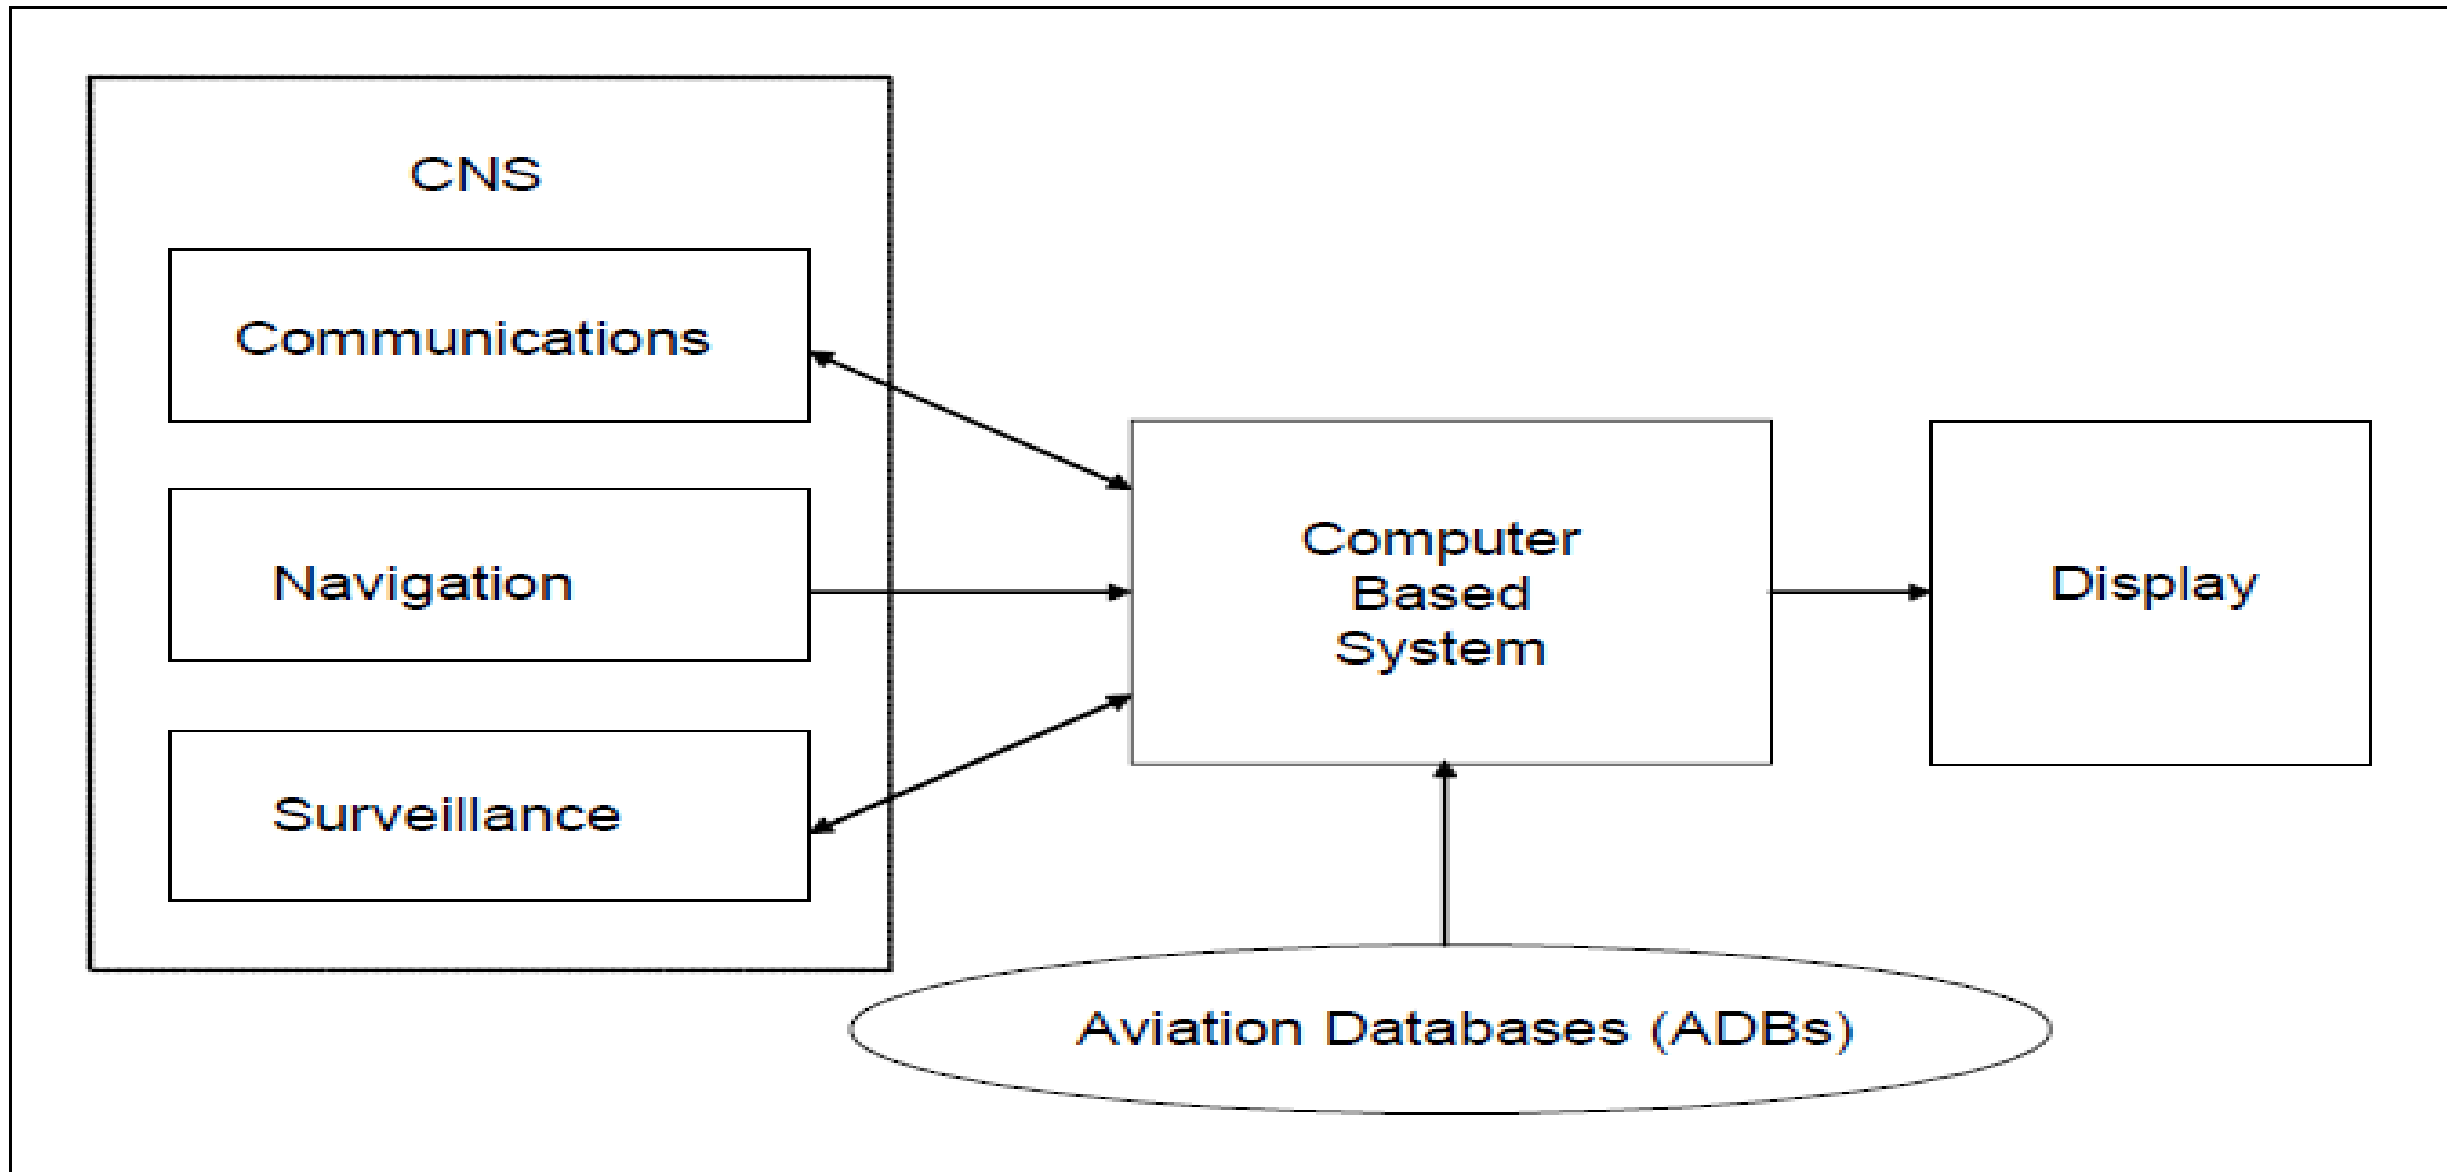 CNS
Communications
Navigation
Surveillance
Computer
Based
System
Display
Aviation Databases (ADBs)